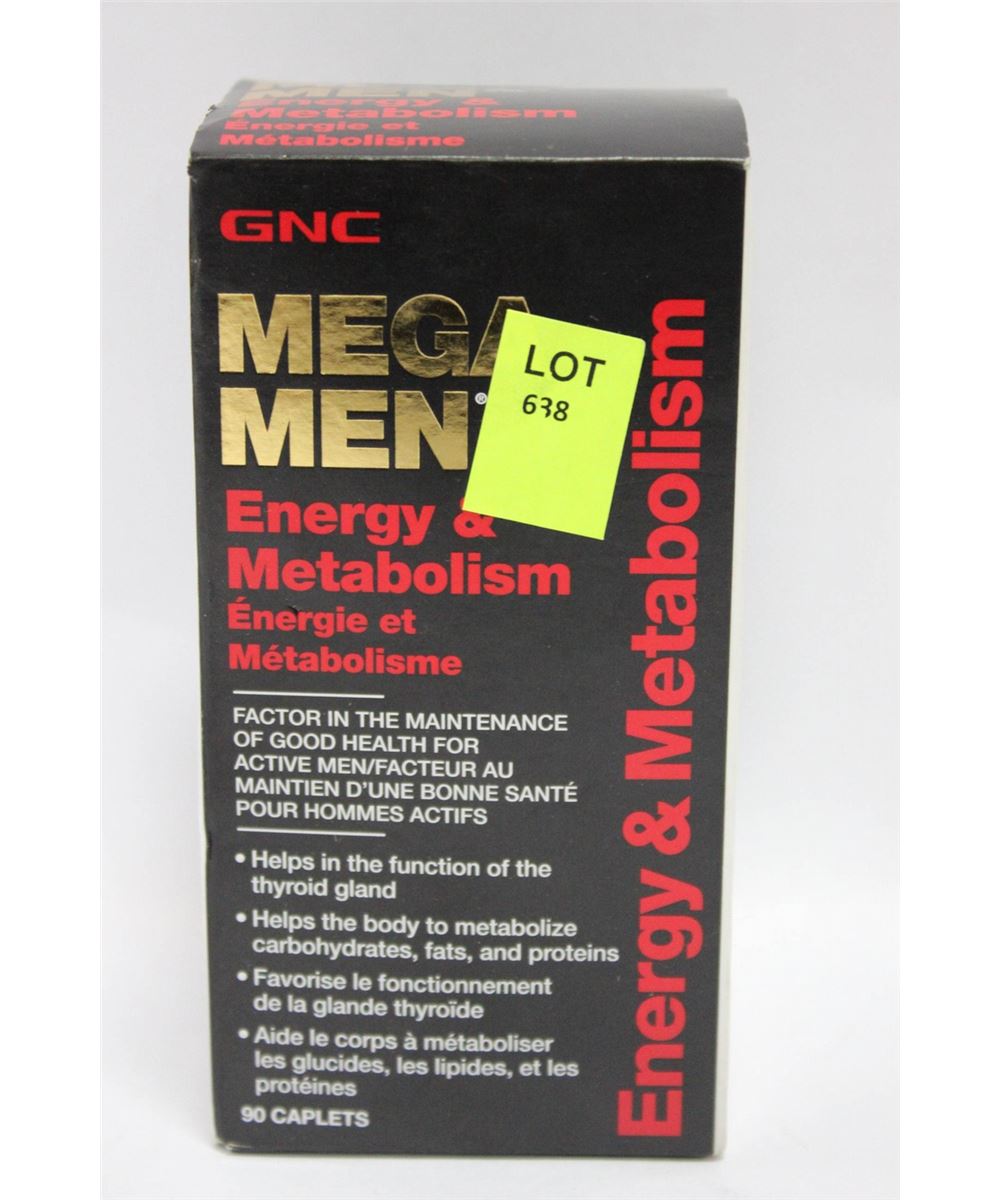 MEN
Energy &
Metabolism
Énergie et
Métabolisme
GNC
MEGA
MEN®
LOT
638
Energy &
Metabolism
Énergie et
Métabolisme
FACTOR IN THE MAINTENANCE
OF GOOD HEALTH FOR
ACTIVE MEN/FACTEUR AU
MAINTIEN D'UNE BONNE SANTÉ
POUR HOMMES ACTIFS
• Helps in the function of the
thyroid gland
• Helps the body to metabolize
carbohydrates, fats, and proteins
• Favorise le fonctionnement
de la glande thyroïde
• Aide le corps à métaboliser
les glucides, les lipides, et les
protéines
90 CAPLETS
Energy & Metabolism